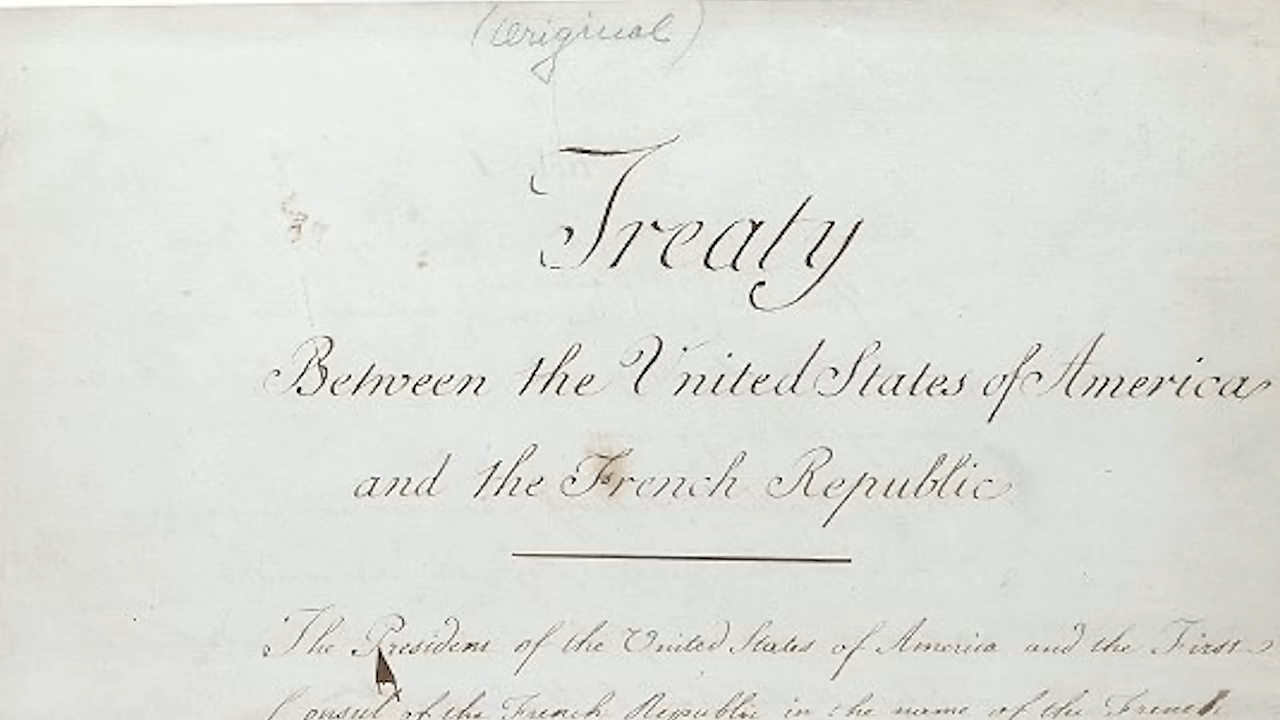 (Original)
Treaty
Between the United States of America
and the French Republic
The President of the United States of America and the First
Consul of the French Republic in the name of the French